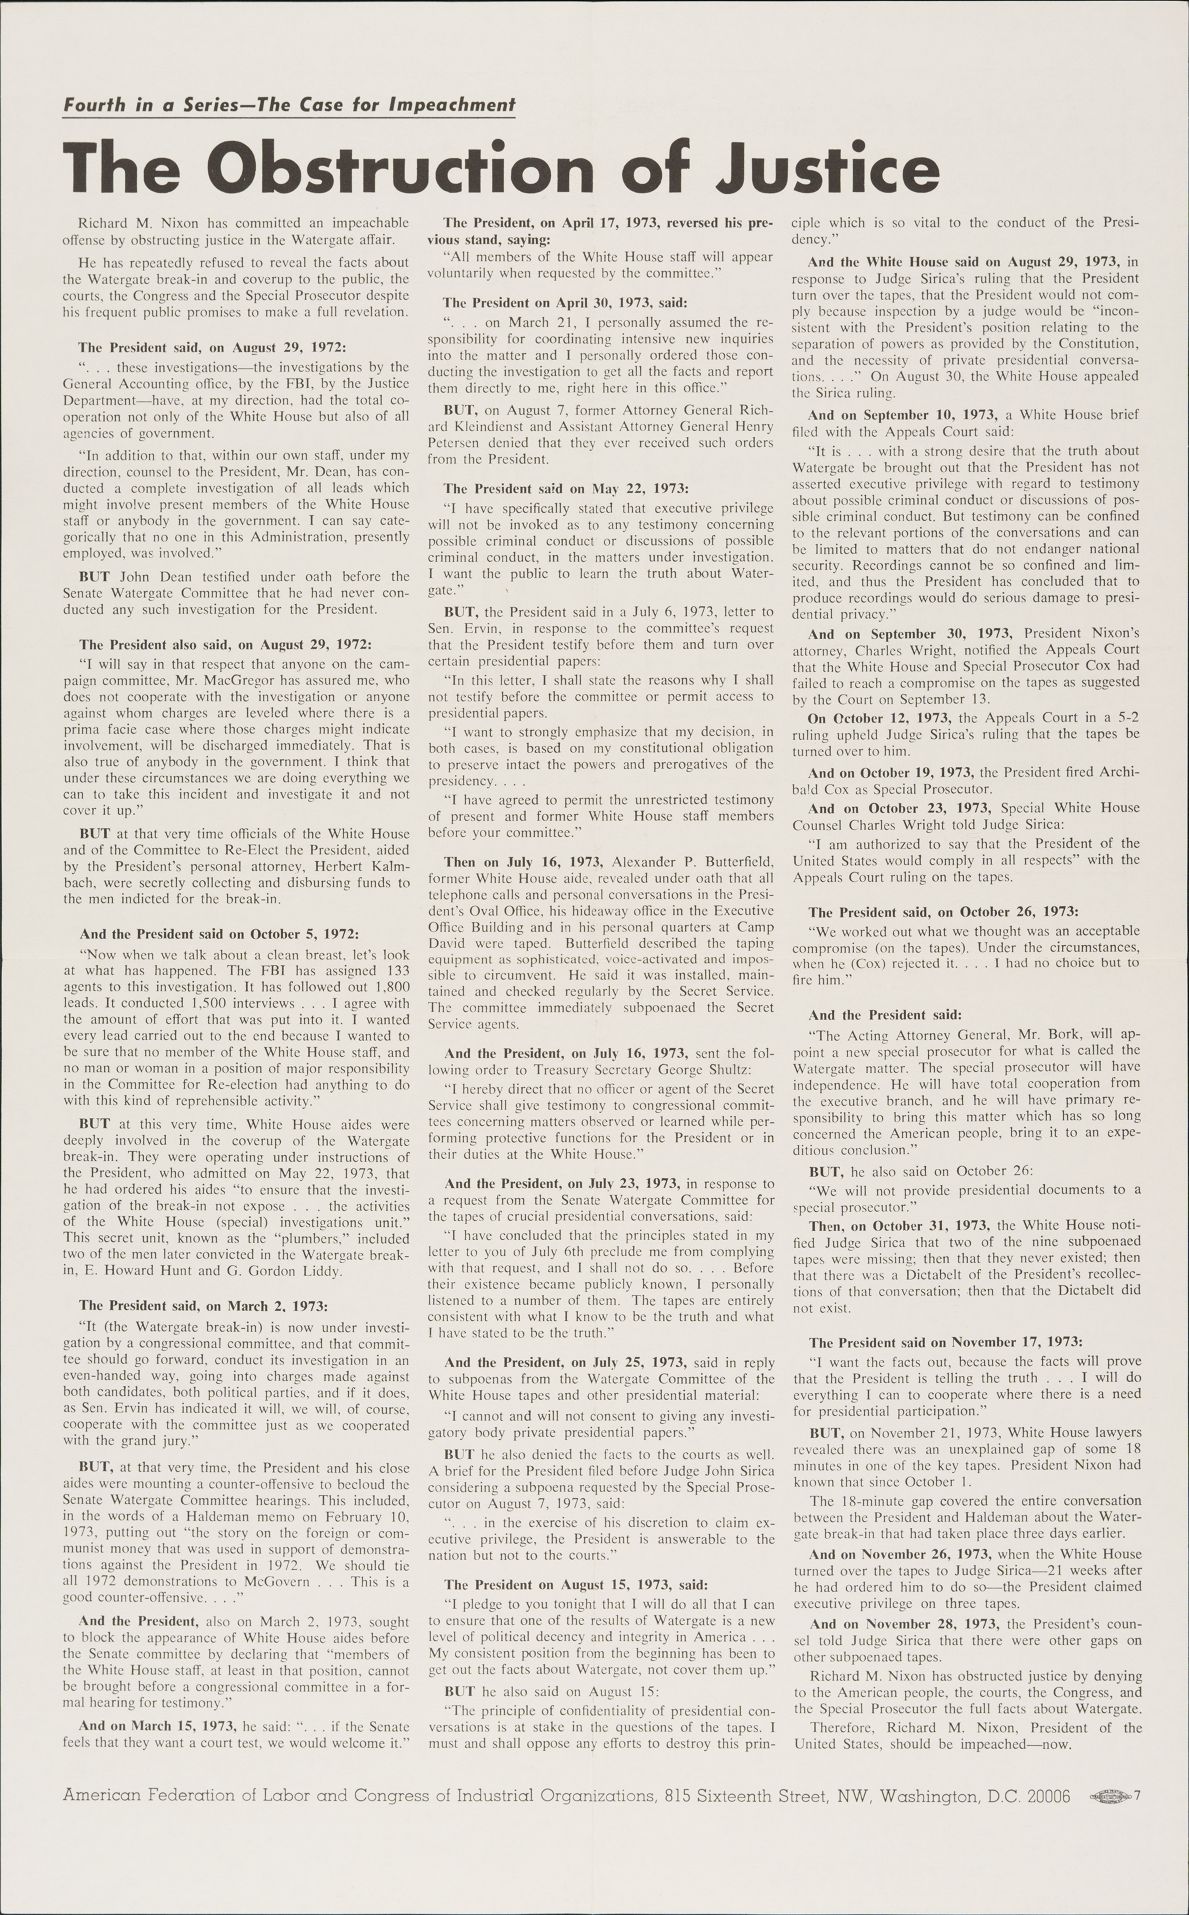 Fourth in a Series—The Case for Impeachment
The Obstruction of Justice
Richard M. Nixon has committed an impeachable
offense by obstructing justice in the Watergate affair.
He has repeatedly refused to reveal the facts about
the Watergate break-in and coverup to the public, the
courts, the Congress and the Special Prosecutor despite
his frequent public promises to make a full revelation.
The President said, on August 29, 1972:
“. . . these investigations—the investigations by the
General Accounting office, by the FBI, by the Justice
Department—have, at my direction, had the total co-
operation not only of the White House but also of all
agencies of government.
“In addition to that, within our own staff, under my
direction, counsel to the President, Mr. Dean, has con-
ducted a complete investigation of all leads which
might involve present members of the White House
staff or anybody in the government. I can say cate-
gorically that no one in this Administration, presently
employed, was involved.”
BUT John Dean testified under oath before the
Senate Watergate Committee that he had never con-
ducted any such investigation for the President.
The President also said, on August 29, 1972:
“I will say in that respect that anyone on the cam-
paign committee, Mr. MacGregor has assured me, who
does not cooperate with the investigation or anyone
against whom charges are leveled where there is a
prima facie case where those charges might indicate
involvement, will be discharged immediately. That is
also true of anybody in the government. I think that
under these circumstances we are doing everything we
can to take this incident and investigate it and not
cover it up.”
BUT at that very time officials of the White House
and of the Committee to Re-Elect the President, aided
by the President’s personal attorney, Herbert Kalm-
bach, were secretly collecting and disbursing funds to
the men indicted for the break-in.
And the President said on October 5, 1972:
“Now when we talk about a clean breast, let’s look
at what has happened. The FBI has assigned 133
agents to this investigation. It has followed out 1,800
leads. It conducted 1,500 interviews . . . I agree with
the amount of effort that was put into it. I wanted
every lead carried out to the end because I wanted to
be sure that no member of the White House staff, and
no man or woman in a position of major responsibility
in the Committee for Re-election had anything to do
with this kind of reprehensible activity.”
BUT at this very time, White House aides were
deeply involved in the coverup of the Watergate
break-in. They were operating under instructions of
the President, who admitted on May 22, 1973, that
he had ordered his aides “to ensure that the investi-
gation of the break-in not expose . . . the activities
of the White House (special) investigations unit.”
This secret unit, known as the “plumbers,” included
two of the men later convicted in the Watergate break-
in, E. Howard Hunt and G. Gordon Liddy.
The President said, on March 2, 1973:
“It (the Watergate break-in) is now under investi-
gation by a congressional committee, and that commit-
tee should go forward, conduct its investigation in an
even-handed way, going into charges made against
both candidates, both political parties, and if it does,
as Sen. Ervin has indicated it will, we will, of course,
cooperate with the committee just as we cooperated
with the grand jury.”
BUT, at that very time, the President and his close
aides were mounting a counter-offensive to becloud the
Senate Watergate Committee hearings. This included,
in the words of a Haldeman memo on February 10,
1973, putting out “the story on the foreign or com-
munist money that was used in support of demonstra-
tions against the President in 1972. We should tie
all 1972 demonstrations to McGovern . . . This is a
good counter-offensive. . . .”
And the President, also on March 2, 1973, sought
to block the appearance of White House aides before
the Senate committee by declaring that “members of
the White House staff, at least in that position, cannot
be brought before a congressional committee in a for-
mal hearing for testimony.”
And on March 15, 1973, he said: “. . . if the Senate
feels that they want a court test, we would welcome it.”
The President, on April 17, 1973, reversed his pre-
vious stand, saying:
“All members of the White House staff will appear
voluntarily when requested by the committee.”
The President on April 30, 1973, said:
“. . . on March 21, I personally assumed the re-
sponsibility for coordinating intensive new inquiries
into the matter and I personally ordered those con-
ducting the investigation to get all the facts and report
them directly to me, right here in this office.”
BUT, on August 7, former Attorney General Rich-
ard Kleindienst and Assistant Attorney General Henry
Petersen denied that they ever received such orders
from the President.
The President said on May 22, 1973:
“I have specifically stated that executive privilege
will not be invoked as to any testimony concerning
possible criminal conduct or discussions of possible
criminal conduct, in the matters under investigation.
I want the public to learn the truth about Water-
gate.”
BUT, the President said in a July 6, 1973, letter to
Sen. Ervin, in response to the committee’s request
that the President testify before them and turn over
certain presidential papers:
“In this letter, I shall state the reasons why I shall
not testify before the committee or permit access to
presidential papers.
“I want to strongly emphasize that my decision, in
both cases, is based on my constitutional obligation
to preserve intact the powers and prerogatives of the
presidency. . . .
“I have agreed to permit the unrestricted testimony
of present and former White House staff members
before your committee.”
Then on July 16, 1973, Alexander P. Butterfield,
former White House aide, revealed under oath that all
telephone calls and personal conversations in the Presi-
dent’s Oval Office, his hideaway office in the Executive
Office Building and in his personal quarters at Camp
David were taped. Butterfield described the taping
equipment as sophisticated, voice-activated and impos-
sible to circumvent. He said it was installed, main-
tained and checked regularly by the Secret Service.
The committee immediately subpoenaed the Secret
Service agents.
And the President, on July 16, 1973, sent the fol-
lowing order to Treasury Secretary George Shultz:
“I hereby direct that no officer or agent of the Secret
Service shall give testimony to congressional commit-
tees concerning matters observed or learned while per-
forming protective functions for the President or in
their duties at the White House.”
And the President, on July 23, 1973, in response to
a request from the Senate Watergate Committee for
the tapes of crucial presidential conversations, said:
“I have concluded that the principles stated in my
letter to you of July 6th preclude me from complying
with that request, and I shall not do so. . . . Before
their existence became publicly known, I personally
listened to a number of them. The tapes are entirely
consistent with what I know to be the truth and what
I have stated to be the truth.”
And the President, on July 25, 1973, said in reply
to subpoenas from the Watergate Committee of the
White House tapes and other presidential material:
“I cannot and will not consent to giving any investi-
gatory body private presidential papers.”
BUT he also denied the facts to the courts as well.
A brief for the President filed before Judge John Sirica
considering a subpoena requested by the Special Prose-
cutor on August 7, 1973, said:
“. . . in the exercise of his discretion to claim ex-
ecutive privilege, the President is answerable to the
nation but not to the courts.”
The President on August 15, 1973, said:
“I pledge to you tonight that I will do all that I can
to ensure that one of the results of Watergate is a new
level of political decency and integrity in America . . .
My consistent position from the beginning has been to
get out the facts about Watergate, not cover them up.”
BUT he also said on August 15:
“The principle of confidentiality of presidential con-
versations is at stake in the questions of the tapes. I
must and shall oppose any efforts to destroy this prin-
ciple which is so vital to the conduct of the Presi-
dency.”
And the White House said on August 29, 1973, in
response to Judge Sirica’s ruling that the President
turn over the tapes, that the President would not com-
ply because inspection by a judge would be “incon-
sistent with the President’s position relating to the
separation of powers as provided by the Constitution,
and the necessity of private presidential conversa-
tions. . . .” On August 30, the White House appealed
the Sirica ruling.
And on September 10, 1973, a White House brief
filed with the Appeals Court said:
“It is . . . with a strong desire that the truth about
Watergate be brought out that the President has not
asserted executive privilege with regard to testimony
about possible criminal conduct or discussions of pos-
sible criminal conduct. But testimony can be confined
to the relevant portions of the conversations and can
be limited to matters that do not endanger national
security. Recordings cannot be so confined and lim-
ited, and thus the President has concluded that to
produce recordings would do serious damage to presi-
dential privacy.”
And on September 30, 1973, President Nixon’s
attorney, Charles Wright, notified the Appeals Court
that the White House and Special Prosecutor Cox had
failed to reach a compromise on the tapes as suggested
by the Court on September 13.
On October 12, 1973, the Appeals Court in a 5-2
ruling upheld Judge Sirica’s ruling that the tapes be
turned over to him.
And on October 19, 1973, the President fired Archi-
bald Cox as Special Prosecutor.
And on October 23, 1973, Special White House
Counsel Charles Wright told Judge Sirica:
“I am authorized to say that the President of the
United States would comply in all respects” with the
Appeals Court ruling on the tapes.
The President said, on October 26, 1973:
“We worked out what we thought was an acceptable
compromise (on the tapes). Under the circumstances,
when he (Cox) rejected it. . . . I had no choice but to
fire him.”
And the President said:
“The Acting Attorney General, Mr. Bork, will ap-
point a new special prosecutor for what is called the
Watergate matter. The special prosecutor will have
independence. He will have total cooperation from
the executive branch, and he will have primary re-
sponsibility to bring this matter which has so long
concerned the American people, bring it to an expe-
ditious conclusion.”
BUT, he also said on October 26:
“We will not provide presidential documents to a
special prosecutor.”
Then, on October 31, 1973, the White House noti-
fied Judge Sirica that two of the nine subpoenaed
tapes were missing; then that they never existed; then
that there was a Dictabelt of the President’s recollec-
tions of that conversation; then that the Dictabelt did
not exist.
The President said on November 17, 1973:
“I want the facts out, because the facts will prove
that the President is telling the truth . . . I will do
everything I can to cooperate where there is a need
for presidential participation.”
BUT, on November 21, 1973, White House lawyers
revealed there was an unexplained gap of some 18
minutes in one of the key tapes. President Nixon had
known that since October 1.
The 18-minute gap covered the entire conversation
between the President and Haldeman about the Water-
gate break-in that had taken place three days earlier.
And on November 26, 1973, when the White House
turned over the tapes to Judge Sirica—21 weeks after
he had ordered him to do so—the President claimed
executive privilege on three tapes.
And on November 28, 1973, the President’s coun-
sel told Judge Sirica that there were other gaps on
other subpoenaed tapes.
Richard M. Nixon has obstructed justice by denying
to the American people, the courts, the Congress, and
the Special Prosecutor the full facts about Watergate.
Therefore, Richard M. Nixon, President of the
United States, should be impeached—now.
American Federation of Labor and Congress of Industrial Organizations, 815 Sixteenth Street, NW, Washington, D.C. 20006 7